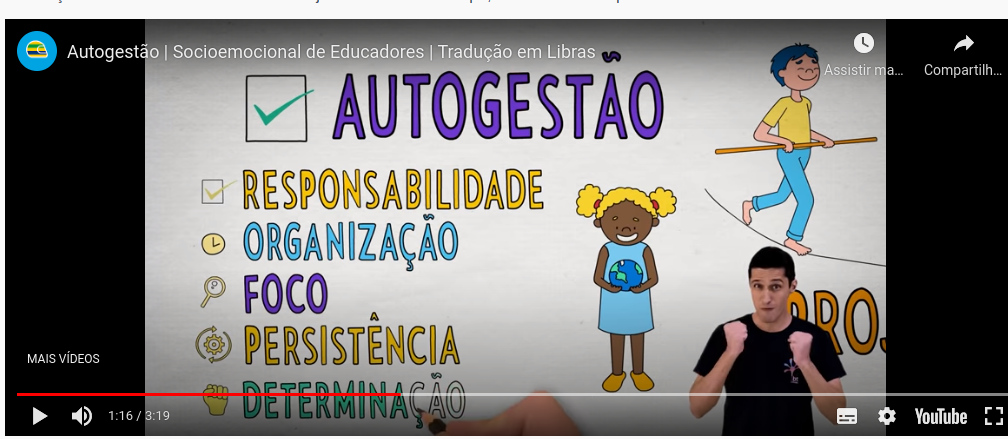 Autogestão | Socioemocional de Educadores | Tradução em Libras
Assistir ma...
Compartilh...
AUTOGESTÃO
RESPONSABILIDADE
ORGANIZAÇÃO
FOCO
PERSISTÊNCIA
DETERMINAÇÃO
MAIS VÍDEOS
1:16 / 3:19
YouTube